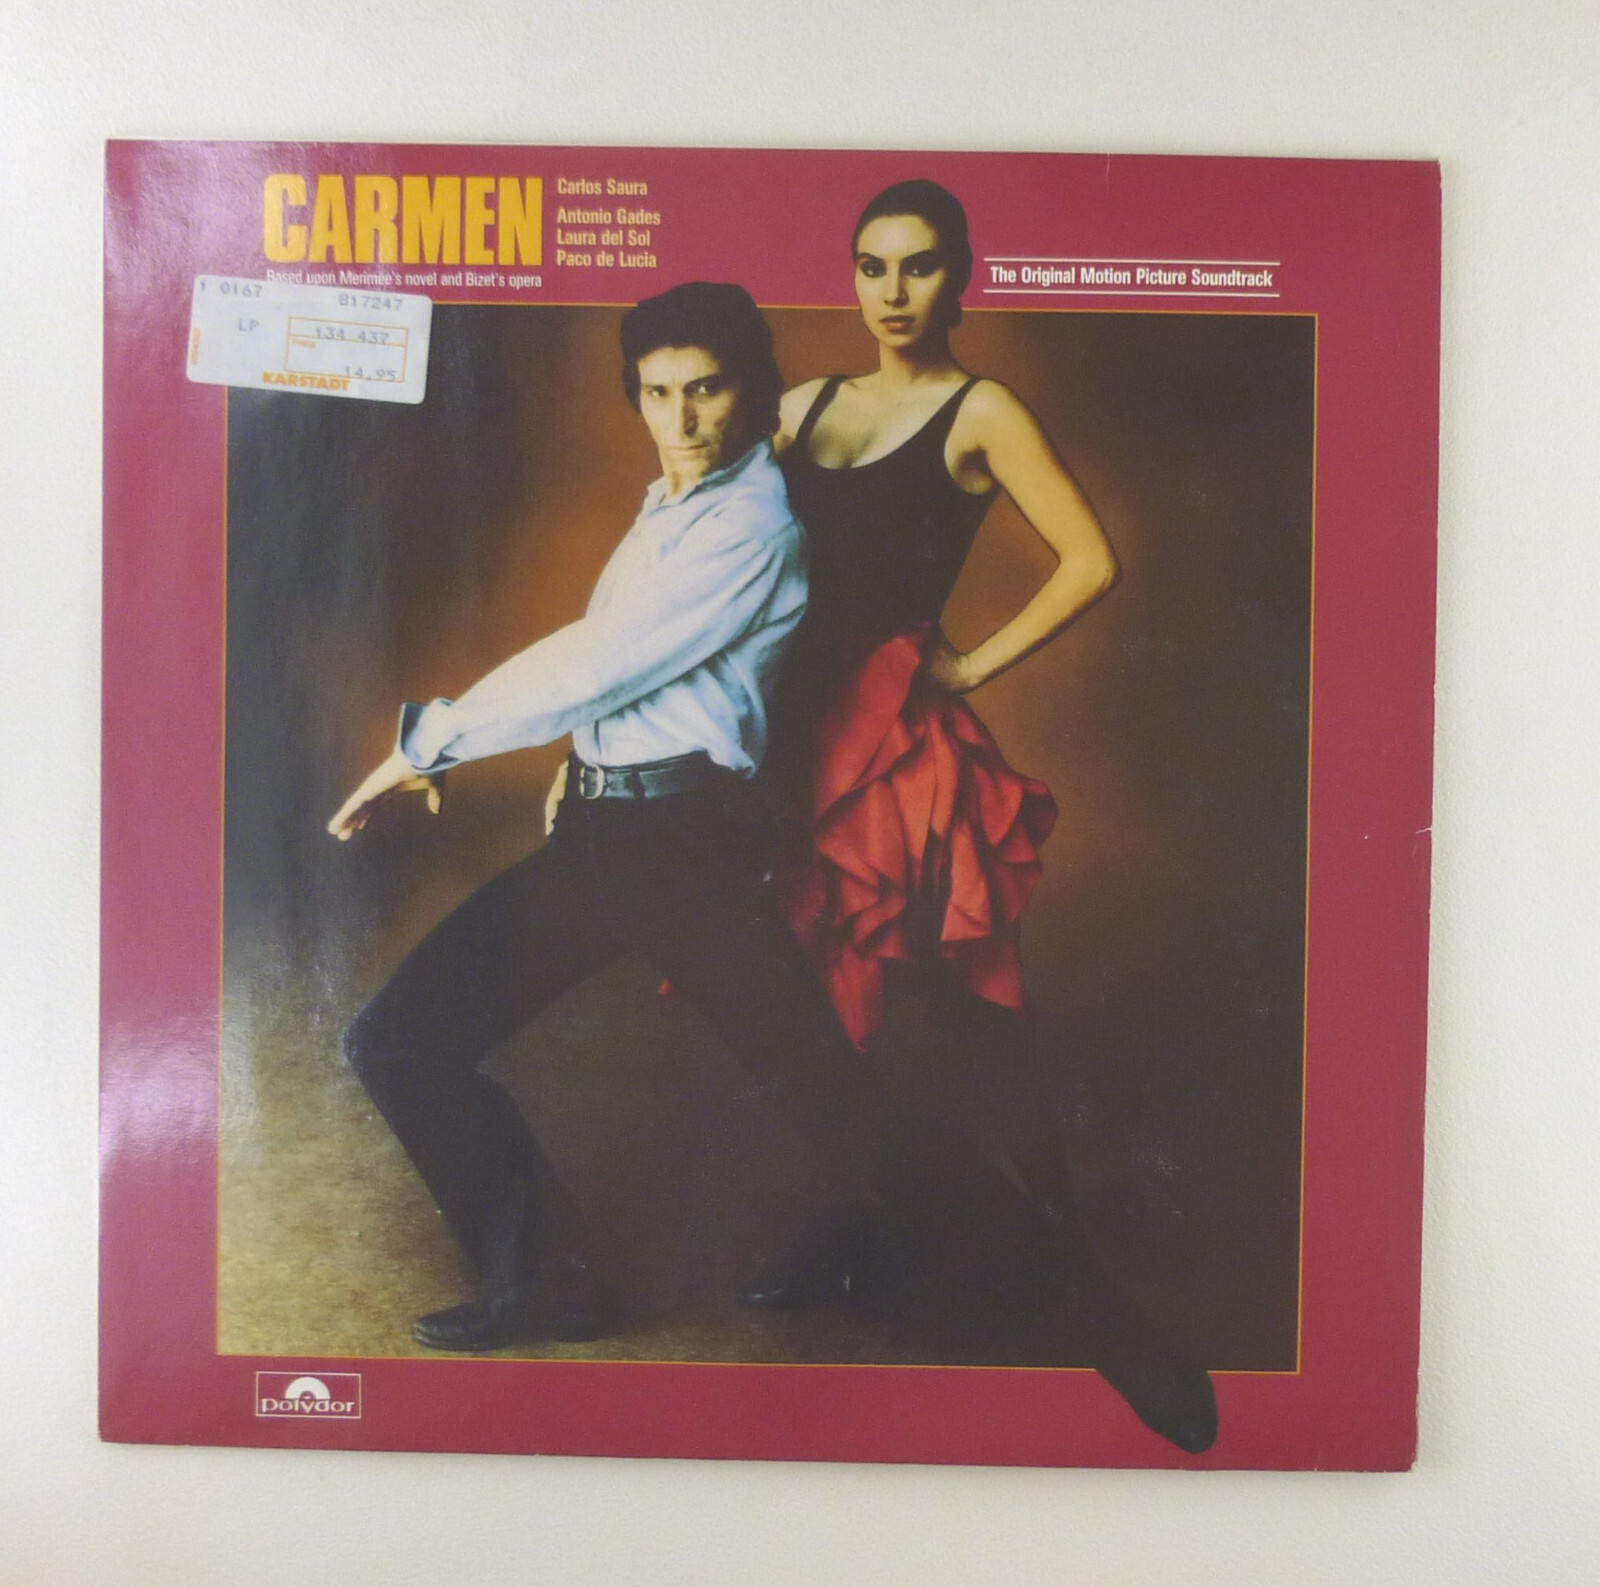 CARMEN
Carlos Saura
Antonio Gades
Laura del Sol
Paco de Lucia
Based upon Merimée's novel and Bizet's opera
The Original Motion Picture Soundtrack
0167
817247
LP
134 437
Preis
14.95
KARSTADT
polydor